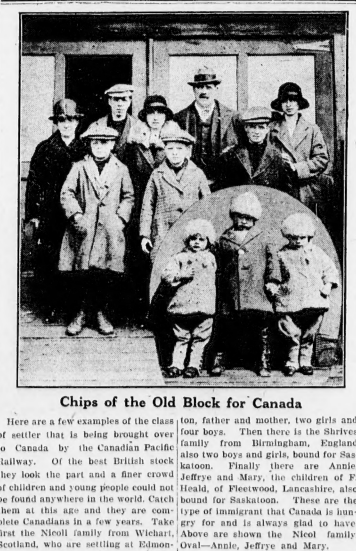 Chips of the Old Block for Canada
Here are a few examples of the class
of settler that is being brought over
to Canada by the Canadian Pacific
Railway. Of the best British stock
they look the part and a finer crowd
of children and young people could not
be found anywhere in the world. Catch
them at this age and they are com-
plete Canadians in a few years. Take
first the Nicoll family from Wichart,
Scotland, who are settling at Edmon-
ton, father and mother, two girls and
four boys. Then there is the Shrives
family from Birmingham, England
also two boys and girls, bound for Sas-
katoon. Finally there are Annie
Jeffrye and Mary, the children of F
Heald, of Fleetwood, Lancashire, also
bound for Saskatoon. These are the
type of immigrant that Canada is hun-
gry for and is always glad to have
Above are shown the Nicol family
Oval—Annie, Jeffrye and Mary.